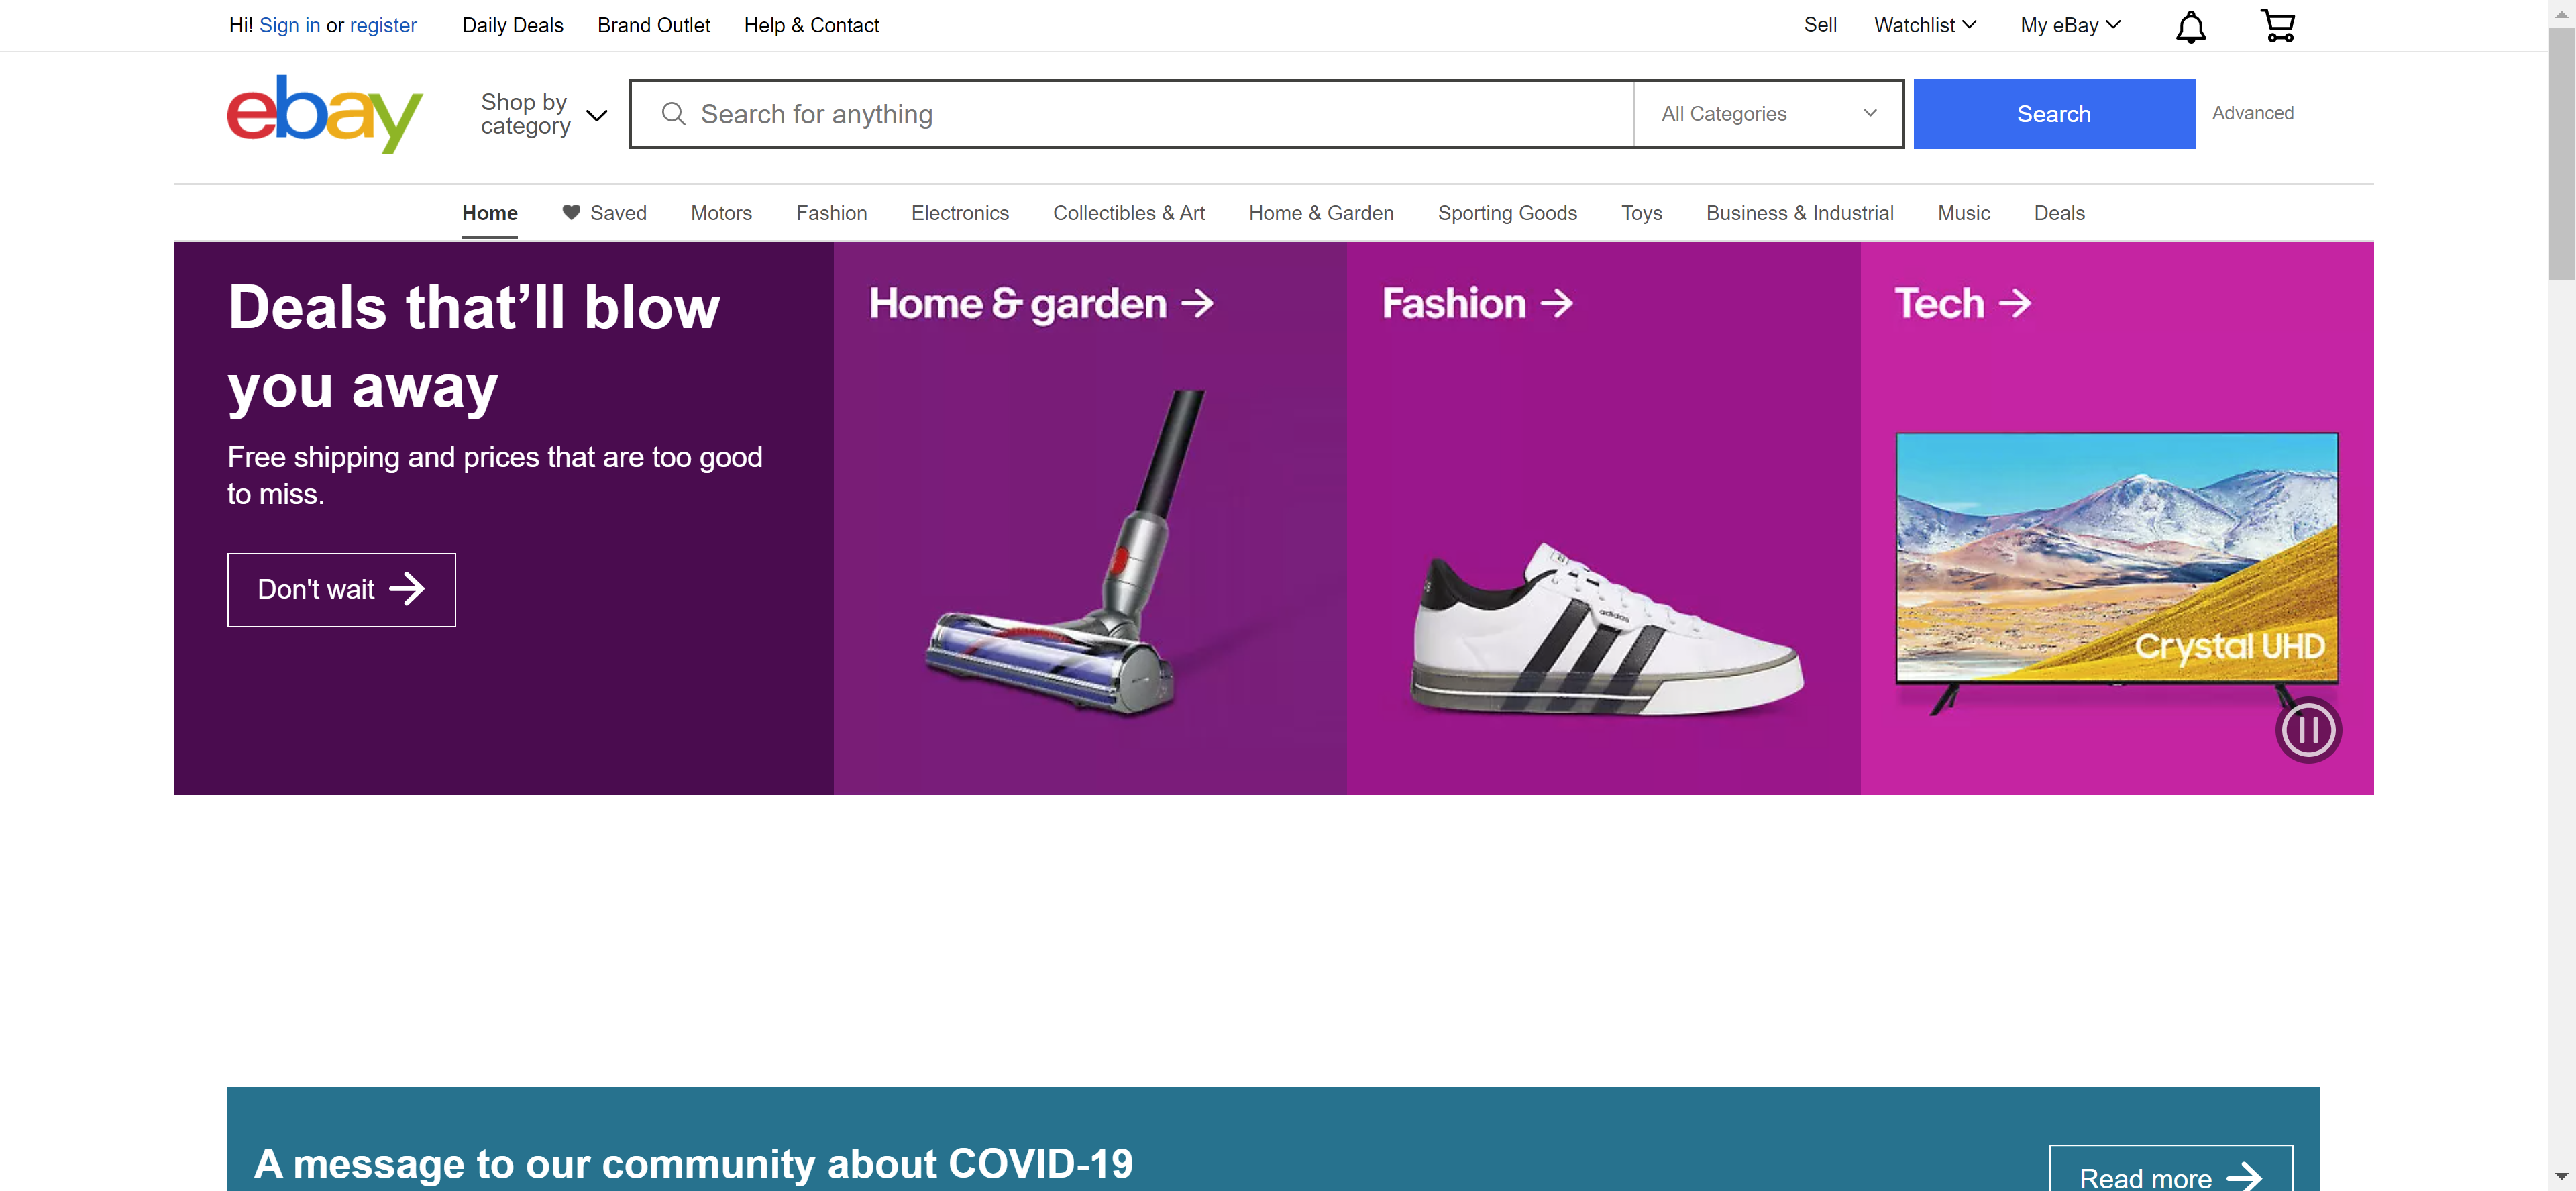 Hi! Sign in or register Daily Deals Brand Outlet Help & Contact Sell Watchlist My eBay
ebay
Shop by
category
Search for anything
All Categories
Search
Advanced
Home Saved Motors Fashion Electronics Collectibles & Art Home & Garden Sporting Goods Toys Business & Industrial Music Deals
Deals that’ll blow
you away
Free shipping and prices that are too good
to miss.
Don't wait
Home & garden
Fashion
adidas
Tech
Crystal UHD
A message to our community about COVID-19
Read more